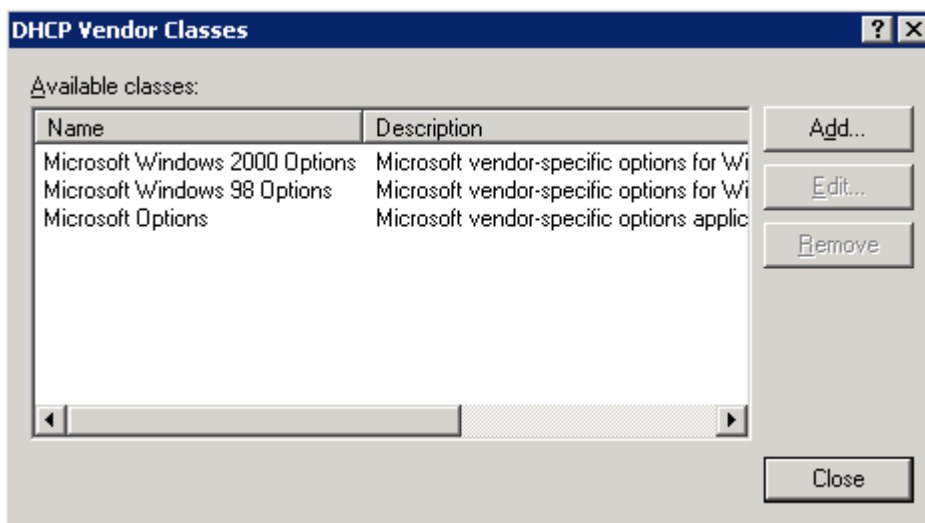 DHCP Vendor Classes
Available classes:
Name Description
Microsoft Windows 2000 Options Microsoft vendor-specific options for Wi
Microsoft Windows 98 Options Microsoft vendor-specific options for Wi
Microsoft Options Microsoft vendor-specific options applic
Add...
Edit...
Remove
Close